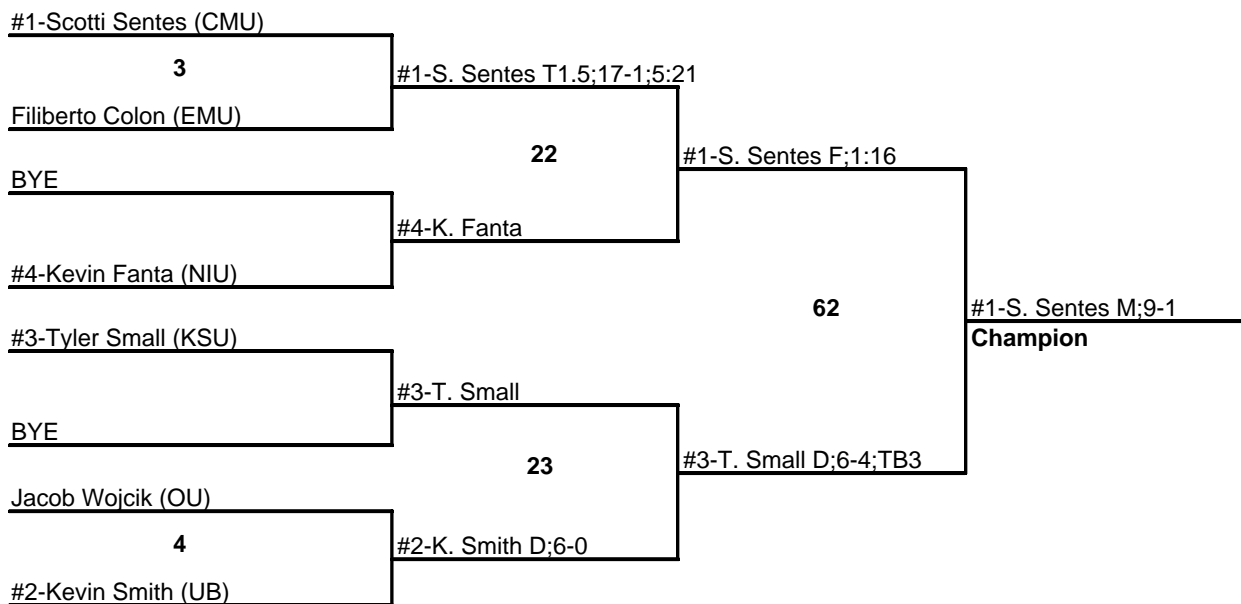 #1-Scotti Sentes (CMU)
3
#1-S. Sentes T1.5;17-1;5:21
Filiberto Colon (EMU)
22
#1-S. Sentes F;1:16
BYE
#4-K. Fanta
#4-Kevin Fanta (NIU)
62
#1-S. Sentes M;9-1
Champion
#3-Tyler Small (KSU)
#3-T. Small
BYE
23
#3-T. Small D;6-4;TB3
Jacob Wojcik (OU)
4
#2-K. Smith D;6-0
#2-Kevin Smith (UB)